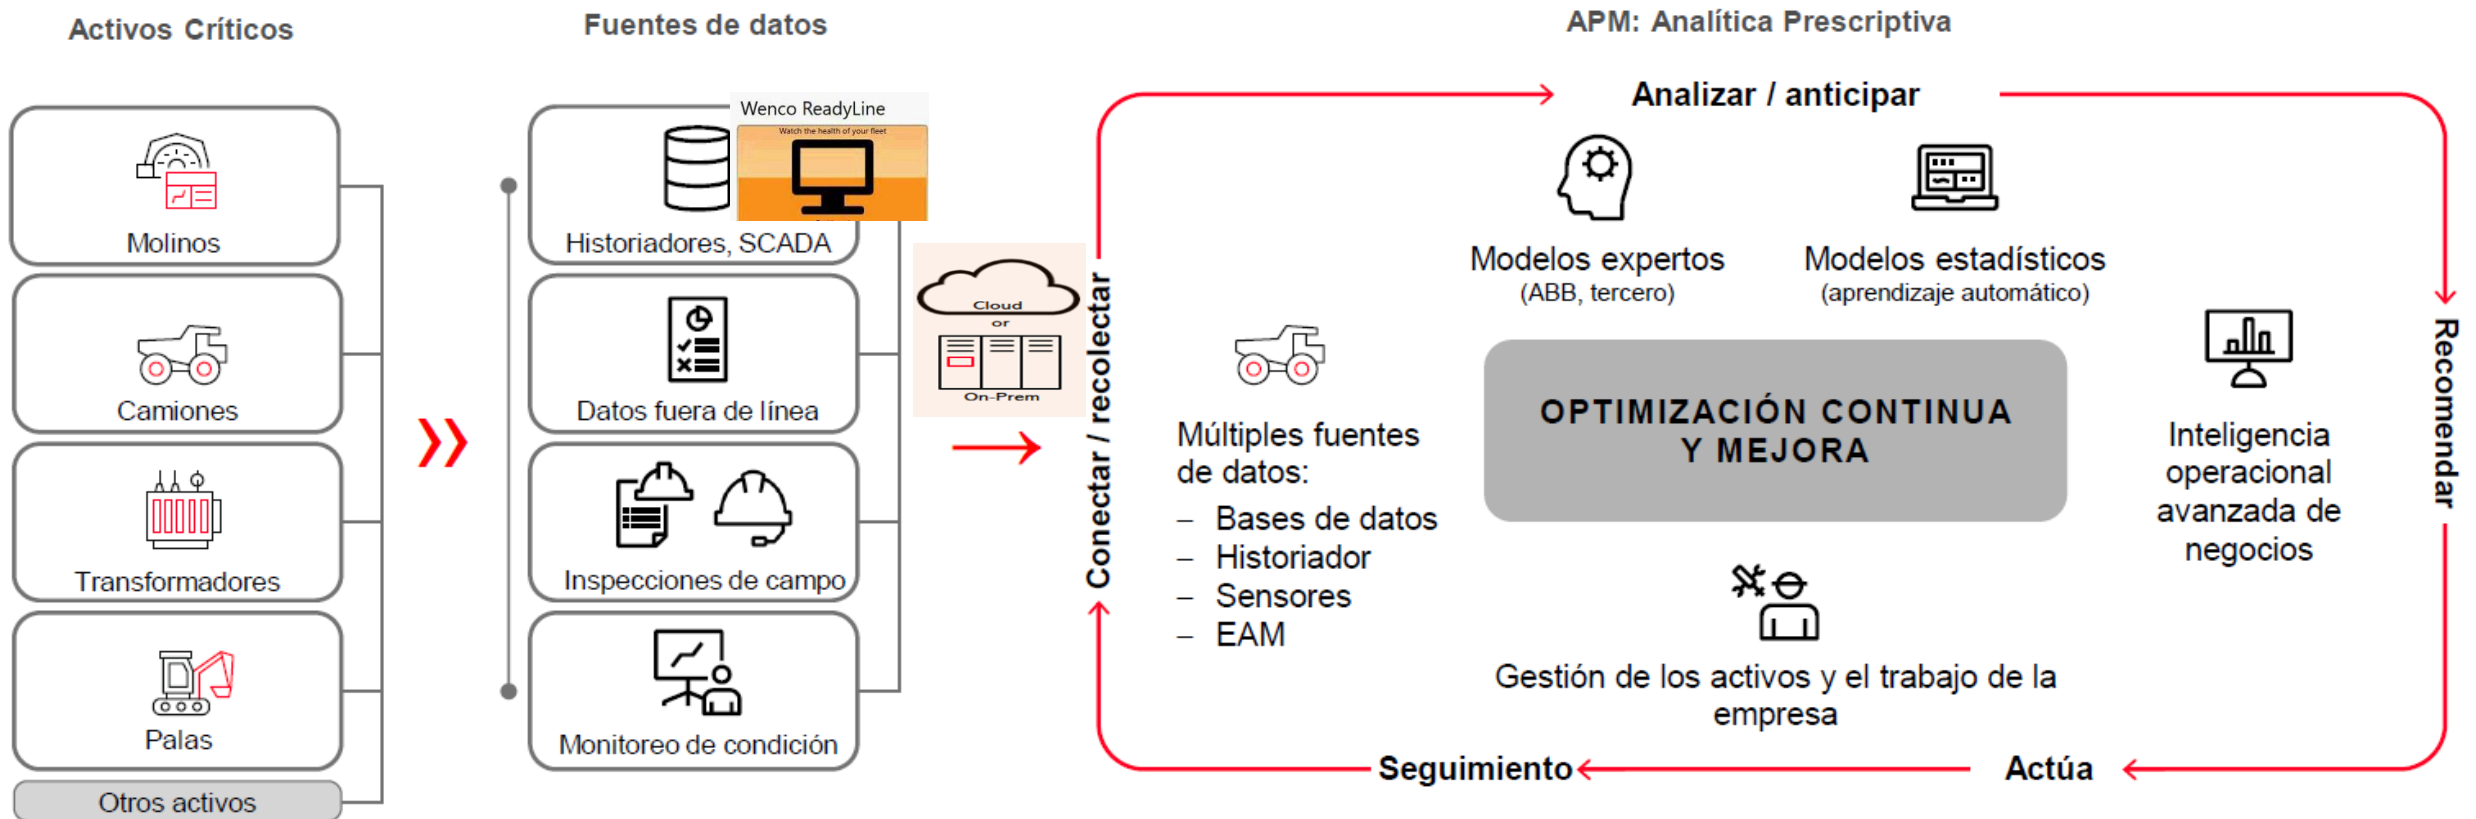 Activos Críticos
Molinos
Camiones
Transformadores
Palas
Otros activos
Fuentes de datos
Wenco ReadyLine
Watch the health of your fleet
Historiadores, SCADA
Datos fuera de línea
Inspecciones de campo
Monitoreo de condición
Cloud
or
On-Prem
APM: Analítica Prescriptiva
Conectar / recolectar
Analizar / anticipar
Modelos expertos
(ABB, tercero)
Modelos estadísticos
(aprendizaje automático)
Múltiples fuentes
de datos:
– Bases de datos
– Historiador
– Sensores
– EAM
OPTIMIZACIÓN CONTINUA
Y MEJORA
Inteligencia
operacional
avanzada de
negocios
Recomendar
Gestión de los activos y el trabajo de la
empresa
Seguimiento
Actúa